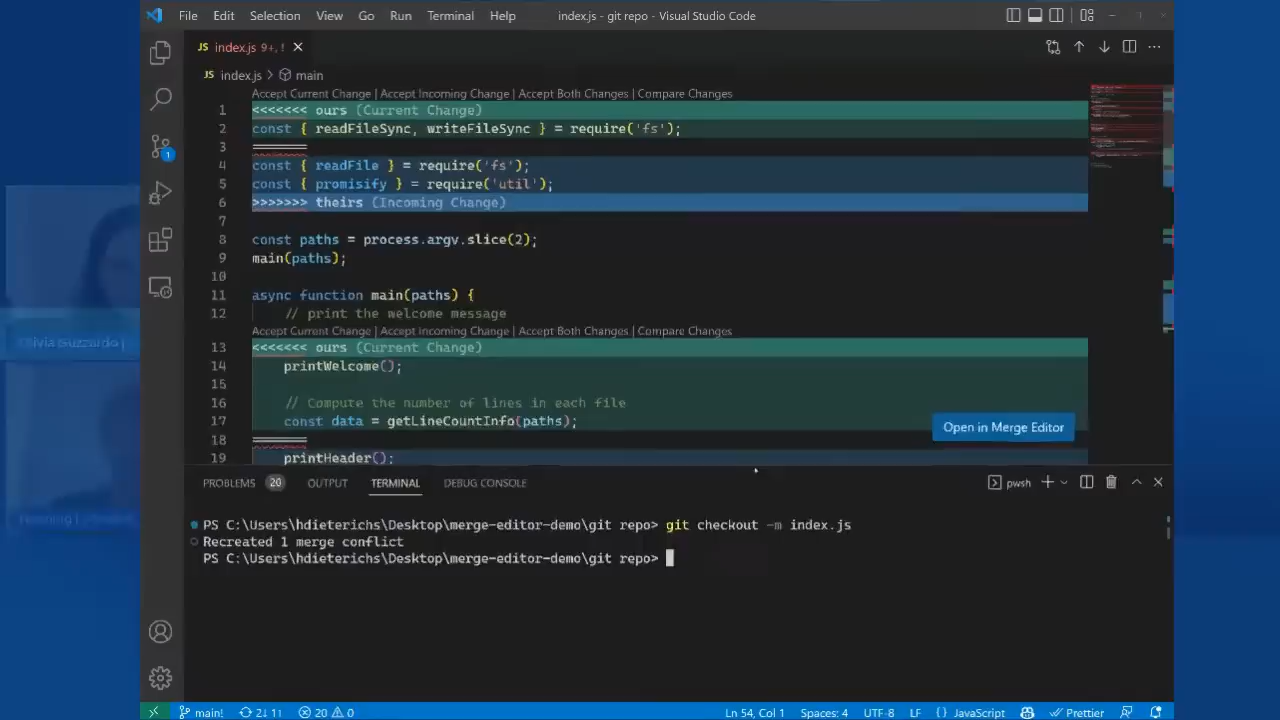 File Edit Selection View Go Run Terminal Help index.js - git repo - Visual Studio Code
JS index.js 9+, !
JS index.js > main
Accept Current Change | Accept Incoming Change | Accept Both Changes | Compare Changes
1 <<<<<<< ours (Current Change)
2 const { readFileSync, writeFileSync } = require('fs');
3 =======
4 const { readFile } = require('fs');
5 const { promisify } = require('util');
6 >>>>>>> theirs (Incoming Change)
7
8 const paths = process.argv.slice(2);
9 main(paths);
10
11 async function main(paths) {
12 // print the welcome message
Accept Current Change | Accept Incoming Change | Accept Both Changes | Compare Changes
13 <<<<<<< ours (Current Change)
14 printWelcome();
15
16 // Compute the number of lines in each file
17 const data = getLineCountInfo(paths);
18 =======
19 printHeader();
Open in Merge Editor
1
PROBLEMS 20 OUTPUT TERMINAL DEBUG CONSOLE pwsh
PS C:\Users\hdieterichs\Desktop\merge-editor-demo\git repo> git checkout -m index.js
Recreated 1 merge conflict
PS C:\Users\hdieterichs\Desktop\merge-editor-demo\git repo>
main! 2↓ 1↑ 20 0 Ln 54, Col 1 Spaces: 4 UTF-8 LF {} JavaScript Prettier